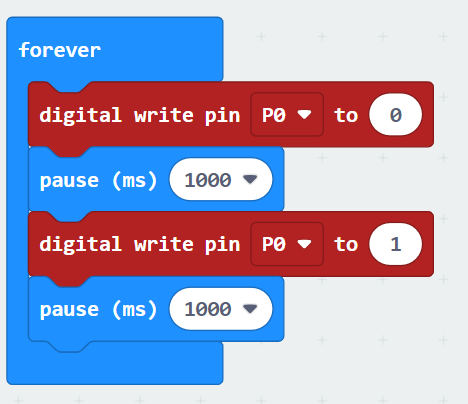 forever
digital write pin P0 to 0
pause (ms) 1000
digital write pin P0 to 1
pause (ms) 1000